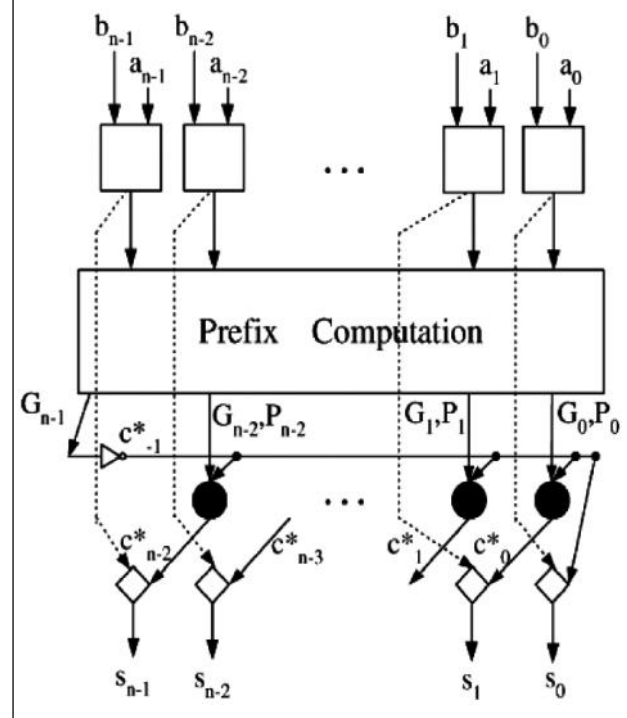 b_{n-1} b_{n-2} b_1 b_0
a_{n-1} a_{n-2} a_1 a_0
...
Prefix Computation
G_{n-1} G_{n-2},P_{n-2} G_1,P_1 G_0,P_0
c*_{-1}
...
c*_{n-2} c*_{n-3} c*_1 c*_0
s_{n-1} s_{n-2} s_1 s_0